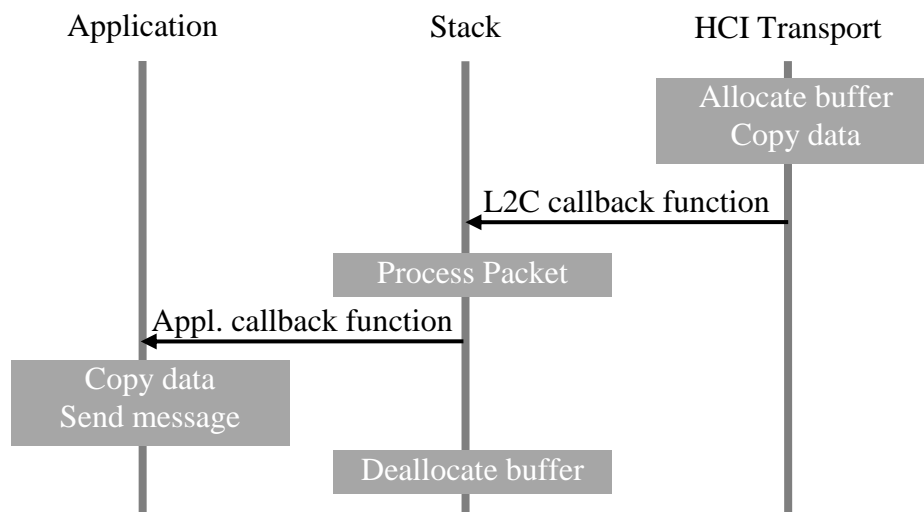 Application
Stack
HCI Transport
Allocate buffer
Copy data
L2C callback function
Process Packet
Appl. callback function
Copy data
Send message
Deallocate buffer